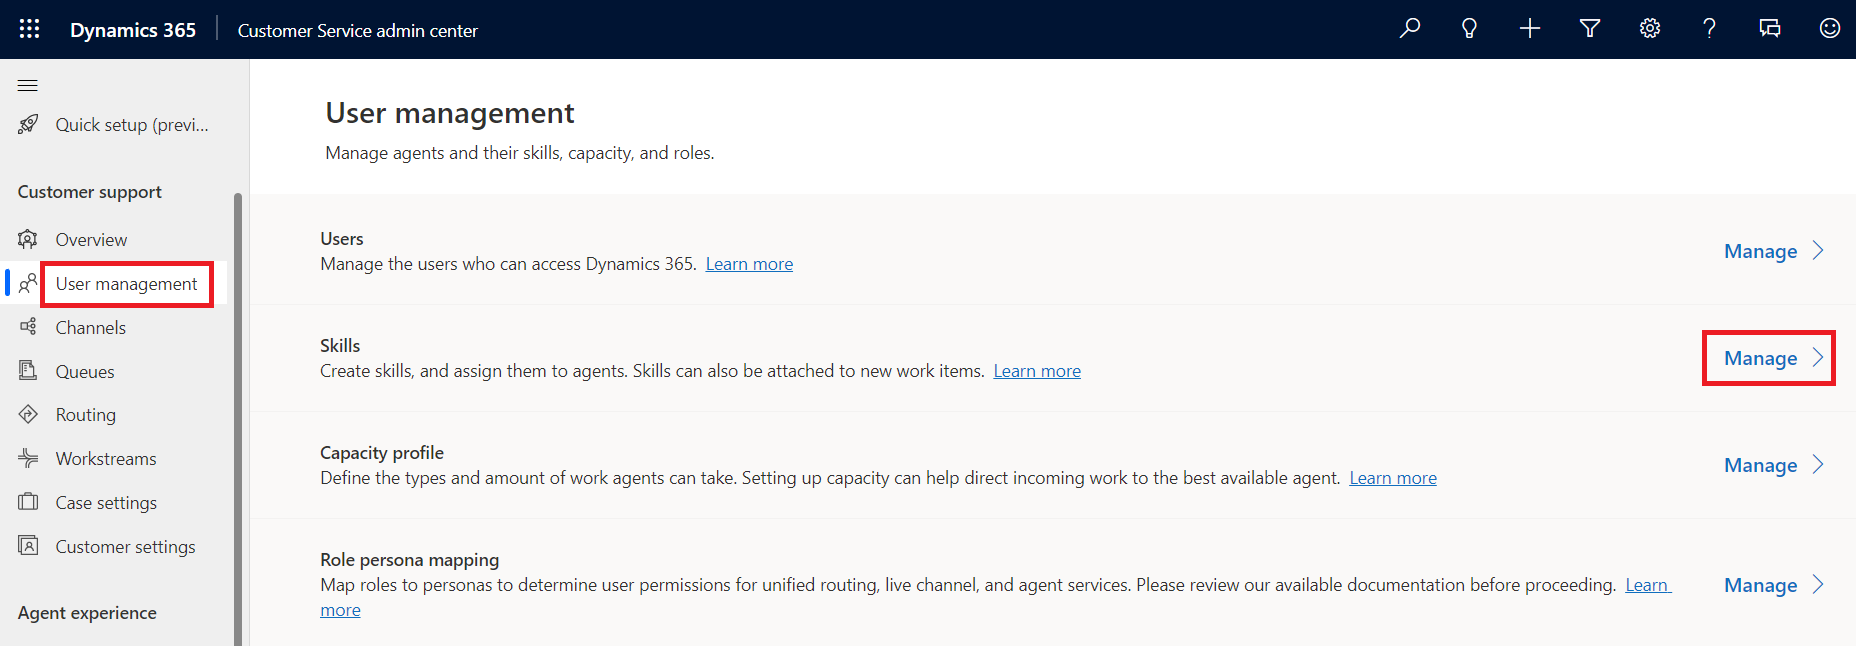 Dynamics 365
Customer Service admin center
Quick setup (previ...
Customer support
Overview
User management
Channels
Queues
Routing
Workstreams
Case settings
Customer settings
Agent experience
User management
Manage agents and their skills, capacity, and roles.
Users
Manage the users who can access Dynamics 365. Learn more
Manage
Skills
Create skills, and assign them to agents. Skills can also be attached to new work items. Learn more
Manage
Capacity profile
Define the types and amount of work agents can take. Setting up capacity can help direct incoming work to the best available agent. Learn more
Manage
Role persona mapping
Map roles to personas to determine user permissions for unified routing, live channel, and agent services. Please review our available documentation before proceeding. Learn
more
Manage